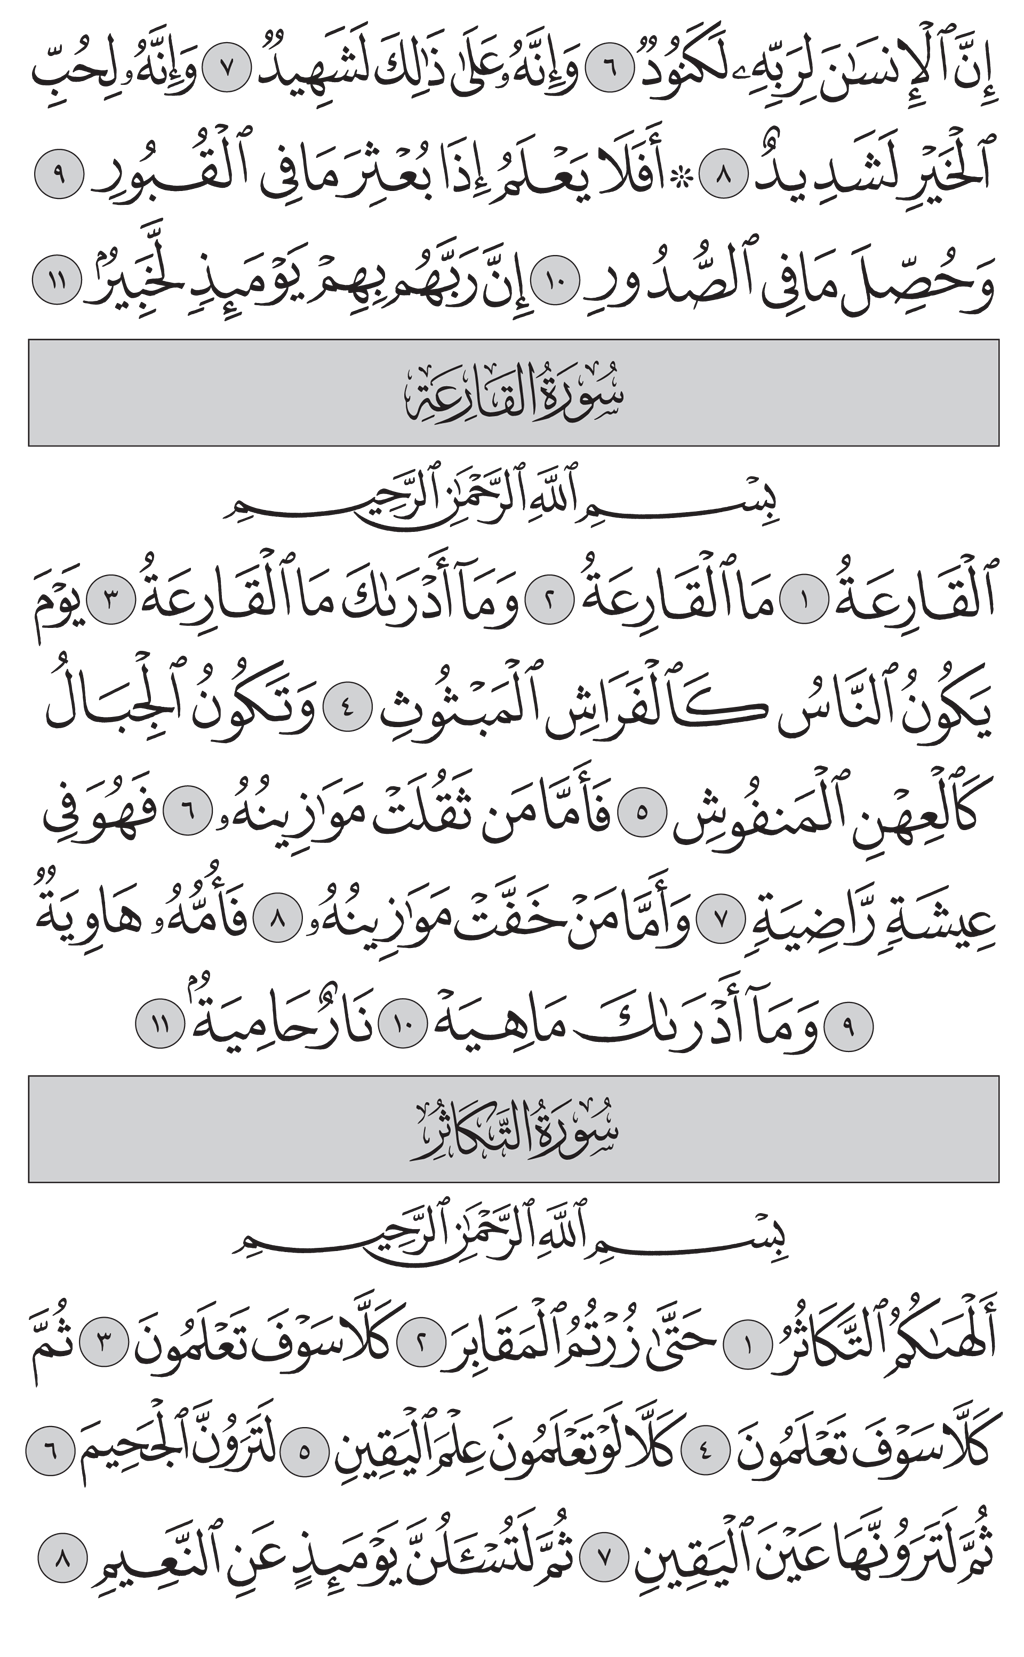 إِنَّ ٱلْإِنسَـٰنَ لِرَبِّهِۦ لَكَنُودٌ ٦ وَإِنَّهُۥ عَلَىٰ ذَٰلِكَ لَشَهِيدٌ ٧ وَإِنَّهُۥ لِحُبِّ
ٱلْخَيْرِ لَشَدِيدٌ ٨ ۞ أَفَلَا يَعْلَمُ إِذَا بُعْثِرَ مَا فِى ٱلْقُبُورِ ٩
وَحُصِّلَ مَا فِى ٱلصُّدُورِ ١٠ إِنَّ رَبَّهُم بِهِمْ يَوْمَئِذٍ لَّخَبِيرٌۢ ١١
سُورَةُ القَارِعَةِ
بِسْمِ ٱللَّهِ ٱلرَّحْمَـٰنِ ٱلرَّحِيمِ
ٱلْقَارِعَةُ ١ مَا ٱلْقَارِعَةُ ٢ وَمَآ أَدْرَىٰكَ مَا ٱلْقَارِعَةُ ٣ يَوْمَ
يَكُونُ ٱلنَّاسُ كَٱلْفَرَاشِ ٱلْمَبْثُوثِ ٤ وَتَكُونُ ٱلْجِبَالُ
كَٱلْعِهْنِ ٱلْمَنفُوشِ ٥ فَأَمَّا مَن ثَقُلَتْ مَوَٰزِينُهُۥ ٦ فَهُوَ فِى
عِيشَةٍ رَّاضِيَةٍ ٧ وَأَمَّا مَنْ خَفَّتْ مَوَٰزِينُهُۥ ٨ فَأُمُّهُۥ هَاوِيَةٌ
٩ وَمَآ أَدْرَىٰكَ مَا هِيَهْ ١٠ نَارٌ حَامِيَةٌۢ ١١
سُورَةُ التَّكَاثُرِ
بِسْمِ ٱللَّهِ ٱلرَّحْمَـٰنِ ٱلرَّحِيمِ
أَلْهَىٰكُمُ ٱلتَّكَاثُرُ ١ حَتَّىٰ زُرْتُمُ ٱلْمَقَابِرَ ٢ كَلَّا سَوْفَ تَعْلَمُونَ ٣ ثُمَّ
كَلَّا سَوْفَ تَعْلَمُونَ ٤ كَلَّا لَوْ تَعْلَمُونَ عِلْمَ ٱلْيَقِينِ ٥ لَتَرَوُنَّ ٱلْجَحِيمَ ٦
ثُمَّ لَتَرَوُنَّهَا عَيْنَ ٱلْيَقِينِ ٧ ثُمَّ لَتُسْـَٔلُنَّ يَوْمَئِذٍ عَنِ ٱلنَّعِيمِ ٨